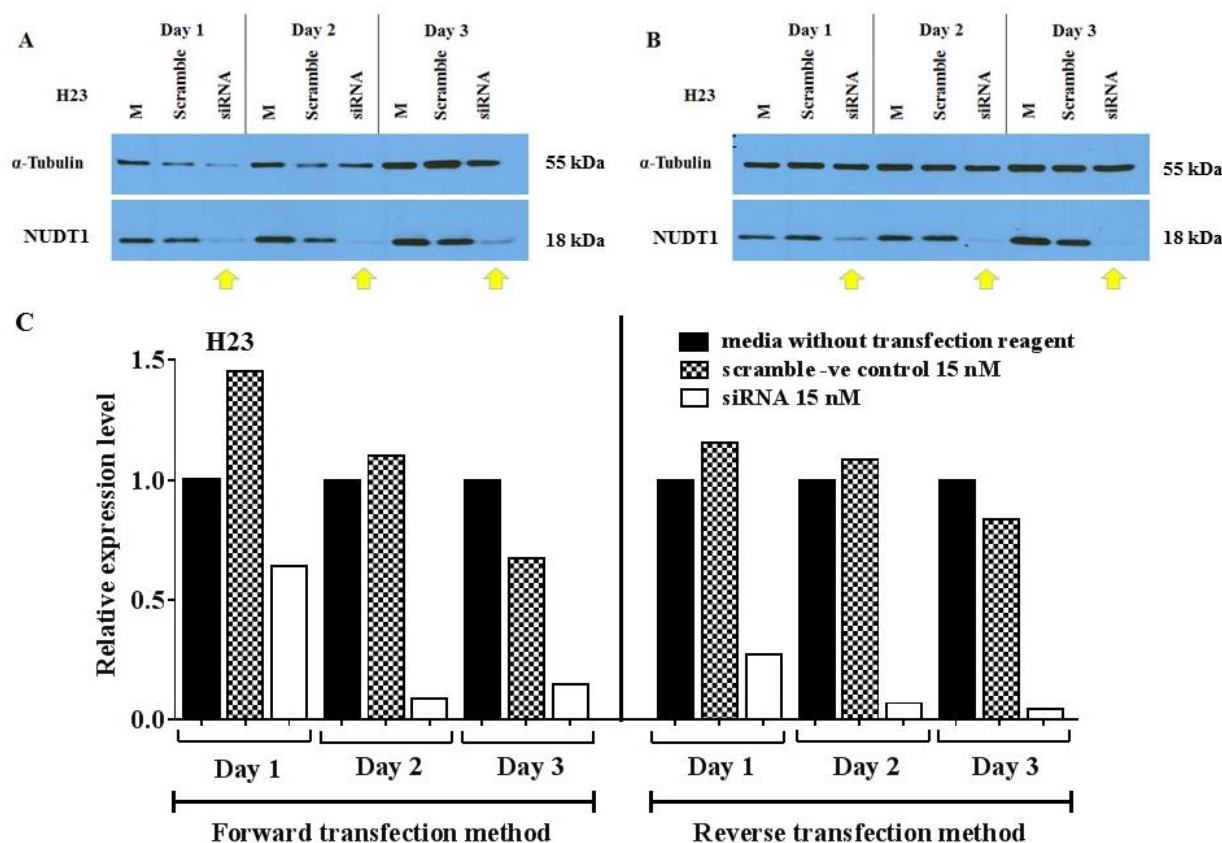 A
Day 1 Day 2 Day 3
H23 M Scramble siRNA M Scramble siRNA M Scramble siRNA
α-Tubulin 55 kDa
NUDT1 18 kDa
B
Day 1 Day 2 Day 3
H23 M Scramble siRNA M Scramble siRNA M Scramble siRNA
α-Tubulin 55 kDa
NUDT1 18 kDa
C
H23
media without transfection reagent
scramble -ve control 15 nM
siRNA 15 nM
Relative expression level
1.5
1.0
0.5
0.0
Day 1 Day 2 Day 3 Day 1 Day 2 Day 3
Forward transfection method Reverse transfection method